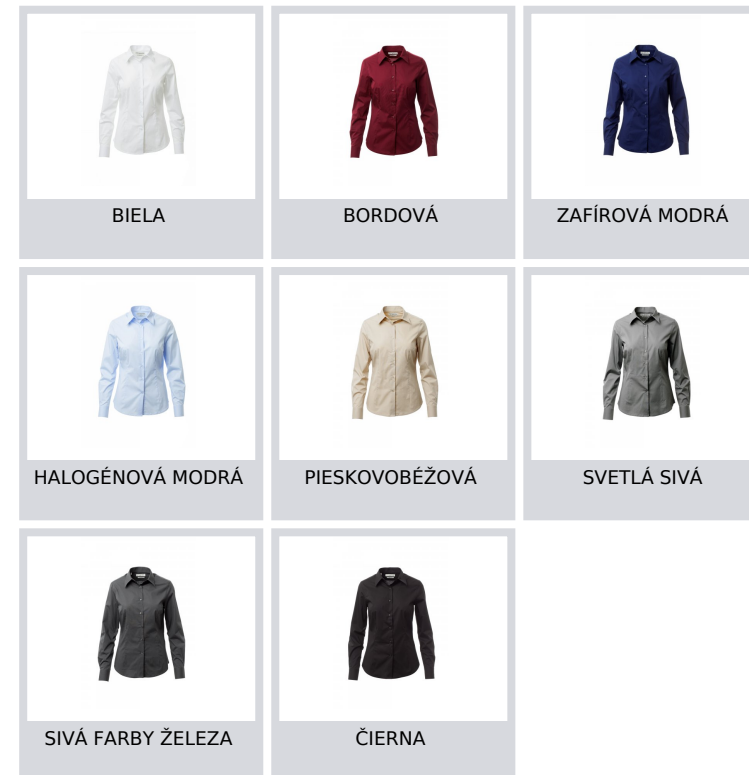 BIELA
BORDOVÁ
ZAFÍROVÁ MODRÁ
HALOGÉNOVÁ MODRÁ
PIESKOVOBÉŽOVÁ
SVETLÁ SIVÁ
SIVÁ FARBY ŽELEZA
ČIERNA